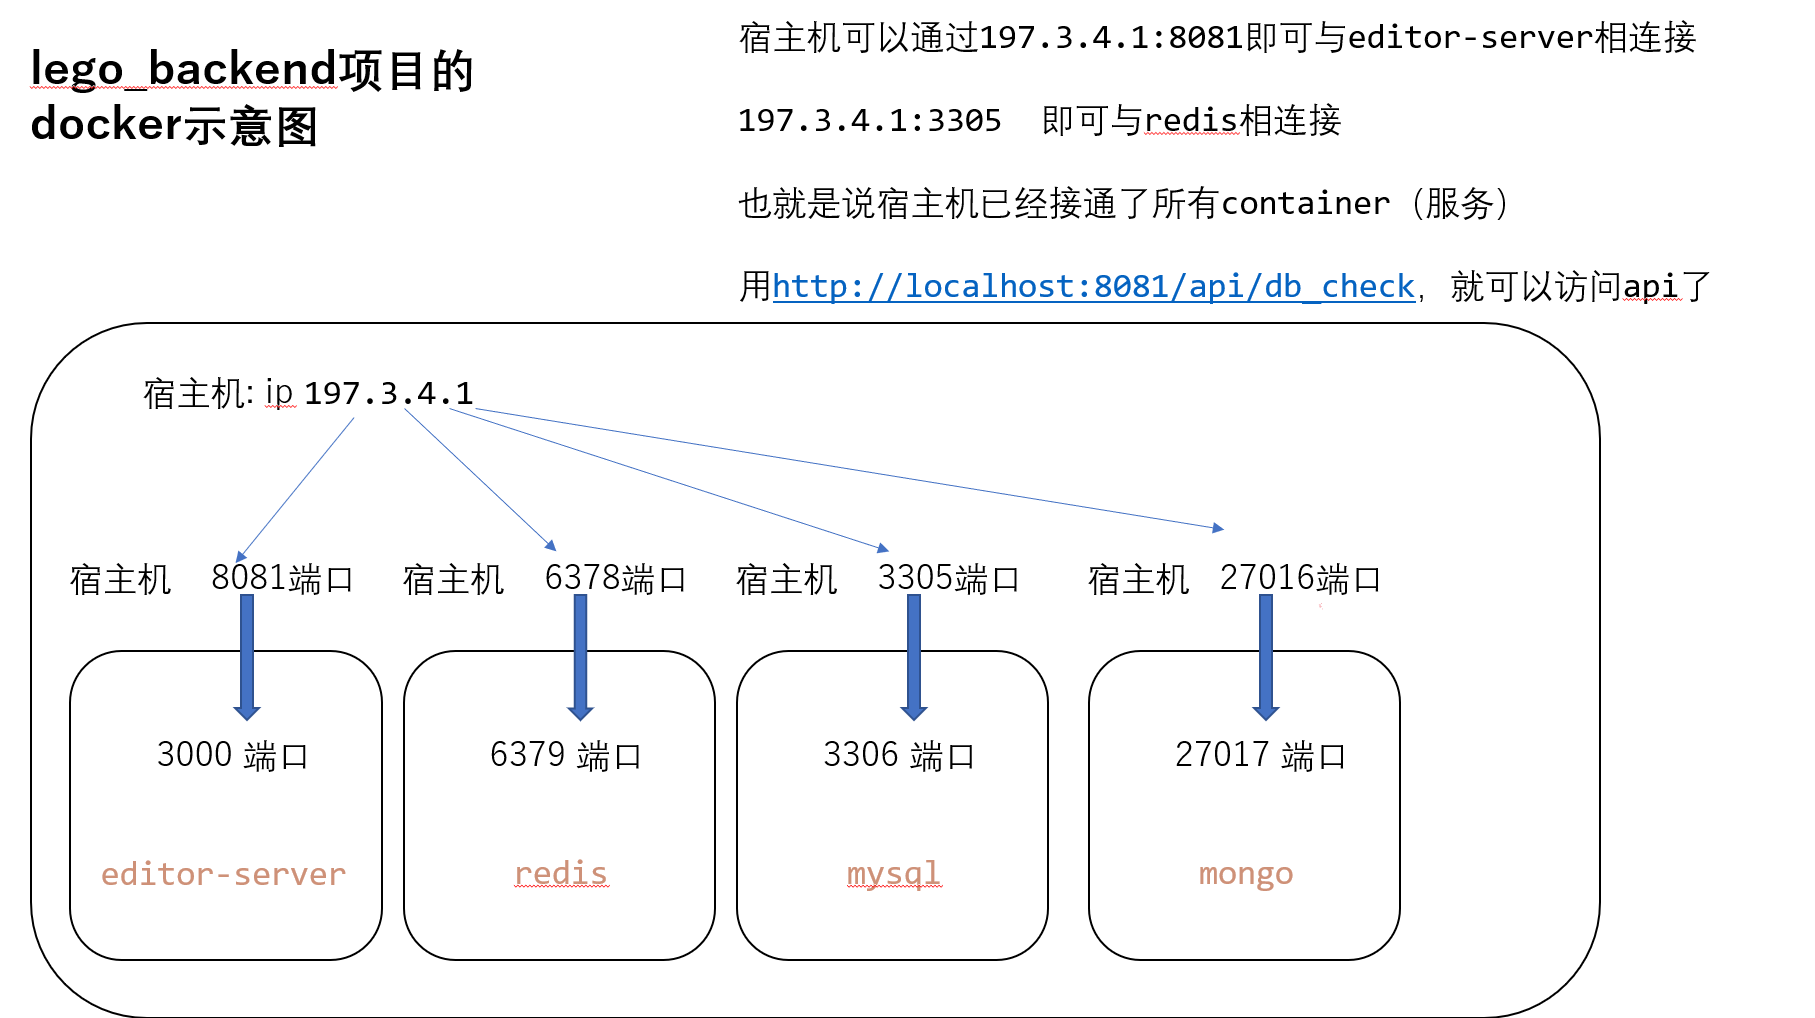 lego_backend项目的
docker示意图
宿主机可以通过197.3.4.1:8081即可与editor-server相连接
197.3.4.1:3305 即可与redis相连接
也就是说宿主机已经接通了所有container（服务）
用http://localhost:8081/api/db_check，就可以访问api了
宿主机: ip 197.3.4.1
宿主机 8081端口
宿主机 6378端口
宿主机 3305端口
宿主机 27016端口
3000 端口
6379 端口
3306 端口
27017 端口
editor-server
redis
mysql
mongo